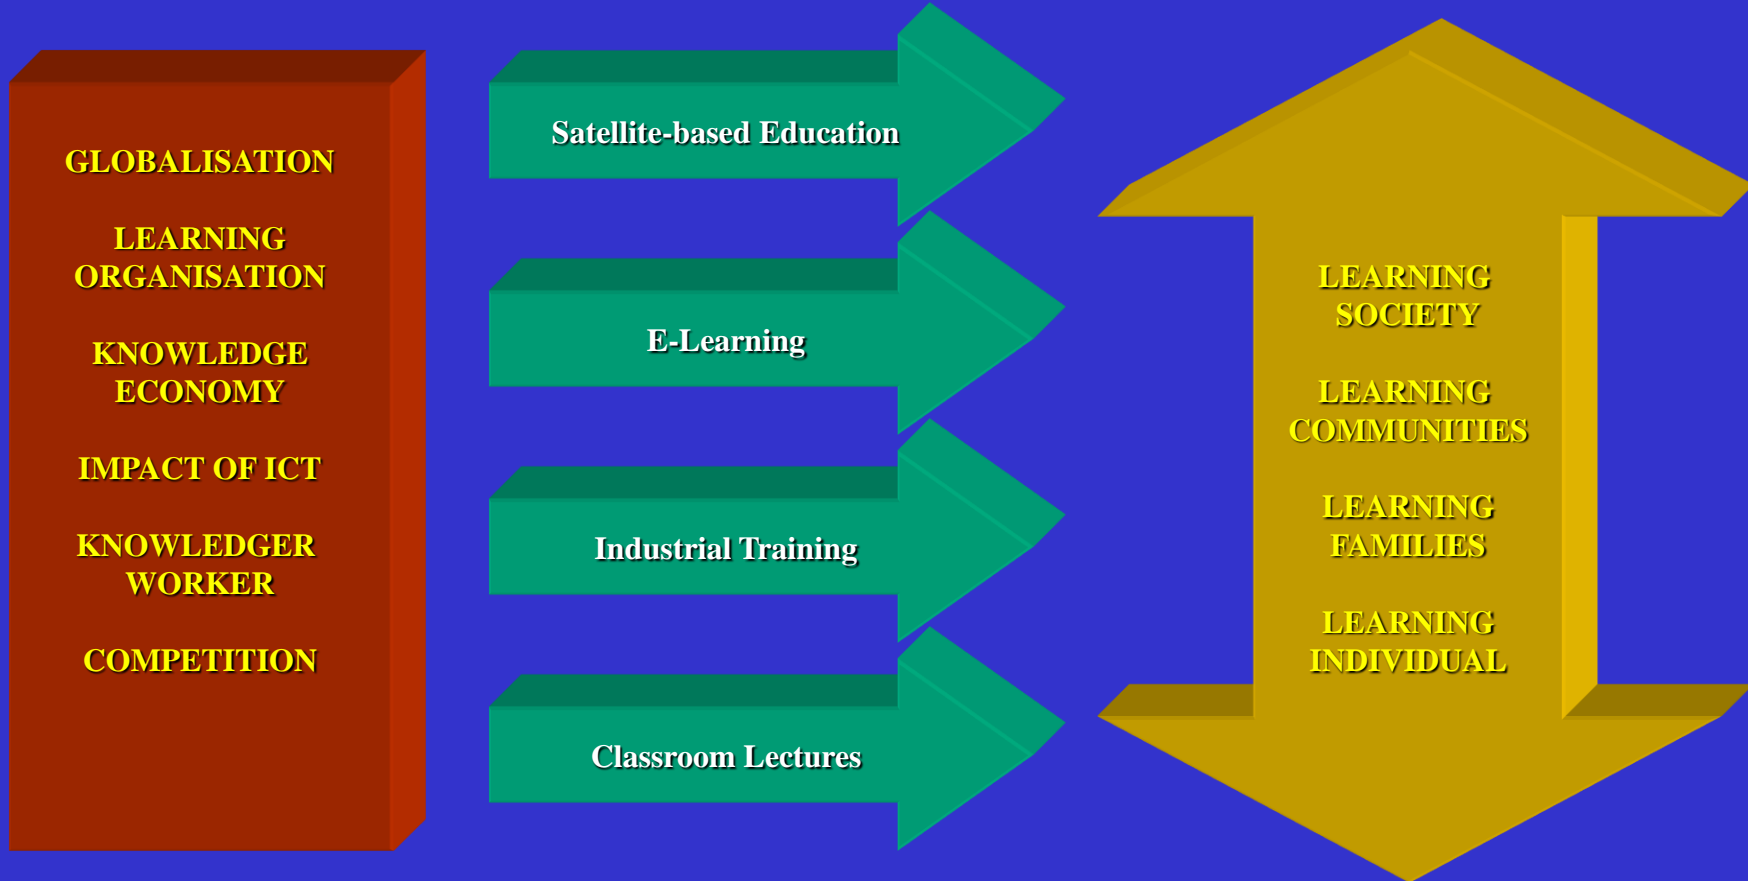 GLOBALISATION
LEARNING
ORGANISATION
KNOWLEDGE
ECONOMY
IMPACT OF ICT
KNOWLEDGER
WORKER
COMPETITION
Satellite-based Education
E-Learning
Industrial Training
Classroom Lectures
LEARNING
SOCIETY
LEARNING
COMMUNITIES
LEARNING
FAMILIES
LEARNING
INDIVIDUAL